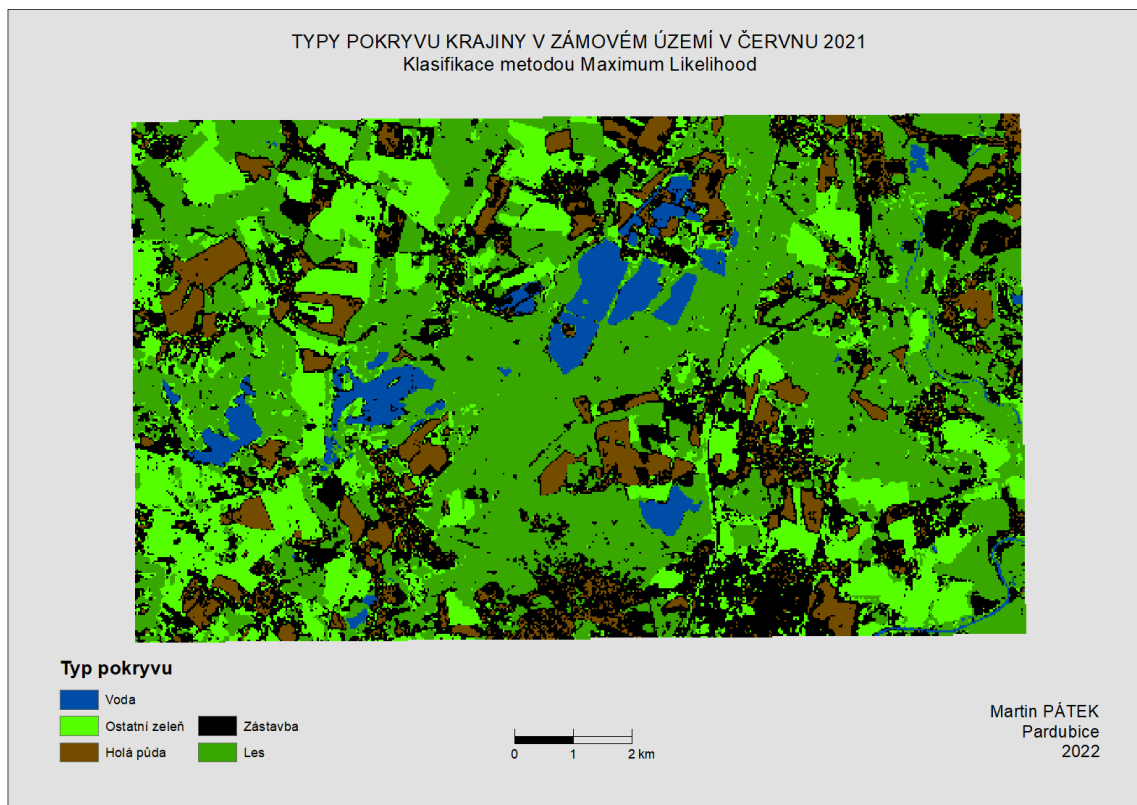 TYPY POKRYVU KRAJINY V ZÁMOVÉM ÚZEMÍ V ČERVNU 2021
Klasifikace metodou Maximum Likelihood
Typ pokryvu
Voda
Ostatní zeleň
Zástavba
Holá půda
Les
0 1 2 km
Martin PÁTEK
Pardubice
2022